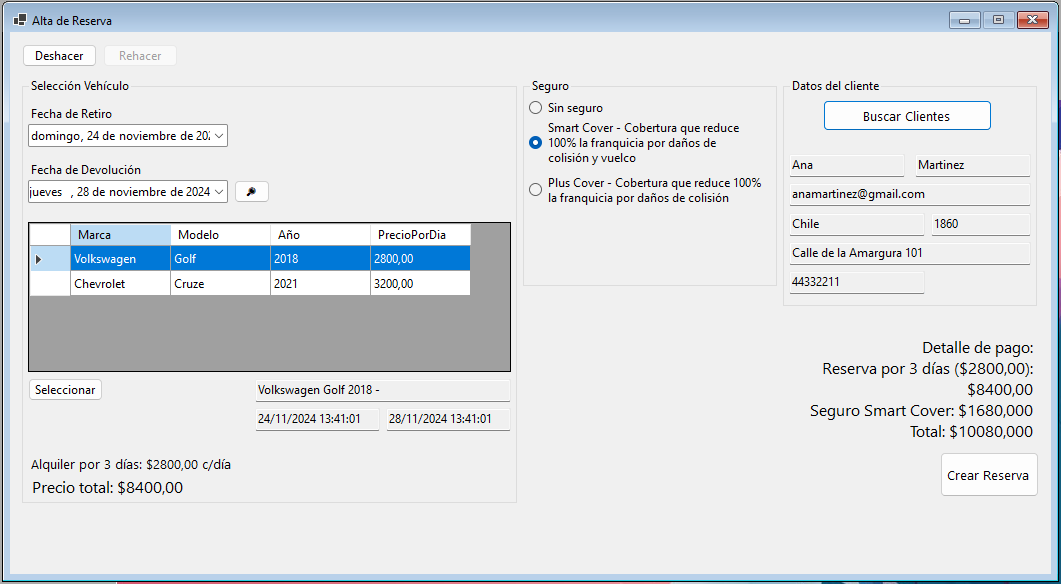 Alta de Reserva
Deshacer
Rehacer
Selección Vehículo
Fecha de Retiro
domingo, 24 de noviembre de 202
Fecha de Devolución
jueves , 28 de noviembre de 2024
Marca Modelo Año PrecioPorDia
Volkswagen Golf 2018 2800,00
Chevrolet Cruze 2021 3200,00
Seleccionar
Volkswagen Golf 2018 -
24/11/2024 13:41:01 28/11/2024 13:41:01
Alquiler por 3 días: $2800,00 c/día
Precio total: $8400,00
Seguro
Sin seguro
Smart Cover - Cobertura que reduce
100% la franquicia por daños de
colisión y vuelco
Plus Cover - Cobertura que reduce 100%
la franquicia por daños de colisión
Datos del cliente
Buscar Clientes
Ana Martinez
anamartinez@gmail.com
Chile 1860
Calle de la Amargura 101
44332211
Detalle de pago:
Reserva por 3 días ($2800,00):
$8400,00
Seguro Smart Cover: $1680,000
Total: $10080,000
Crear Reserva